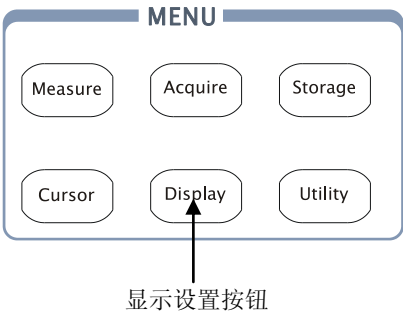 MENU
Measure Acquire Storage
Cursor Display Utility
显示设置按钮